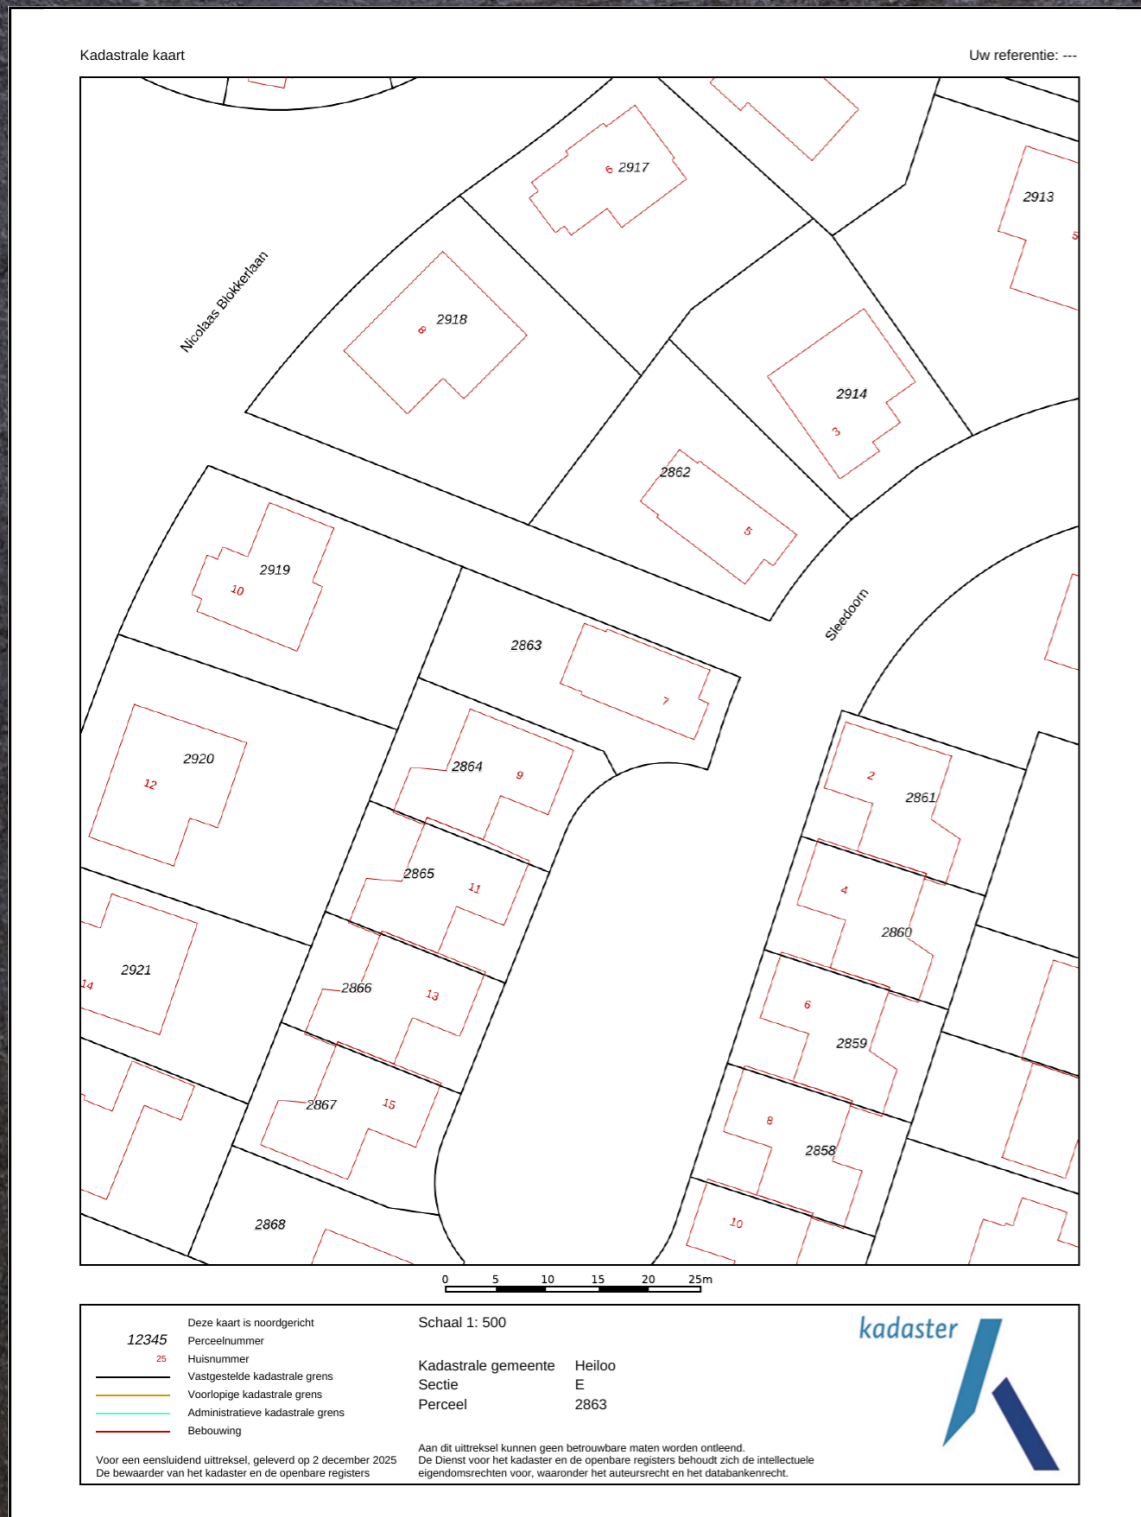 Kadastrale kaart
Uw referentie: ---
6
2917
2913
5
Nicolaas Blokkerlaan
2918
8
2914
3
2862
5
2919
10
Sleedoorn
2863
7
2920
12
2864
9
2
2861
2865
11
4
2860
2921
14
2866
13
6
2859
2867
15
8
2858
2868
10
0 5 10 15 20 25m
Deze kaart is noordgericht
12345 Perceelnummer
25 Huisnummer
Vastgestelde kadastrale grens
Voorlopige kadastrale grens
Administratieve kadastrale grens
Bebouwing
Voor een eensluidend uittreksel, geleverd op 2 december 2025
De bewaarder van het kadaster en de openbare registers
Schaal 1: 500
Kadastrale gemeente Heiloo
Sectie E
Perceel 2863
Aan dit uittreksel kunnen geen betrouwbare maten worden ontleend.
De Dienst voor het kadaster en de openbare registers behoudt zich de intellectuele
eigendomsrechten voor, waaronder het auteursrecht en het databankenrecht.
kadaster